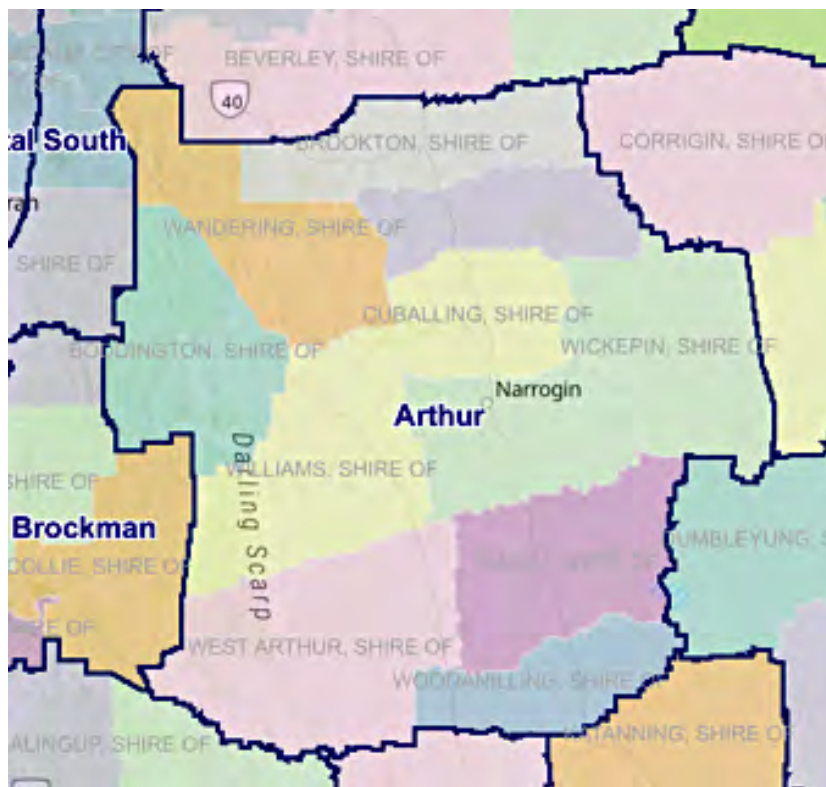 BEVERLEY, SHIRE OF
40
tal South
BROOKTON, SHIRE OF
CORRIGIN, SHIRE O
WANDERING, SHIRE OF
SHIRE OF
CUBALLING, SHIRE OF
BODDINGTON, SHIRE OF
WICKEPIN, SHIRE OF
Narrogin
Arthur
Darling Scarp
WILLIAMS, SHIRE OF
SHIRE OF
Brockman
DUMBLEYUNG, S
COLLIE, SHIRE OF
SHIRE OF
WEST ARTHUR, SHIRE OF
WOODANILLING, SHIRE OF
KATANNING, SHIRE OF
ALINGUP, SHIRE OF